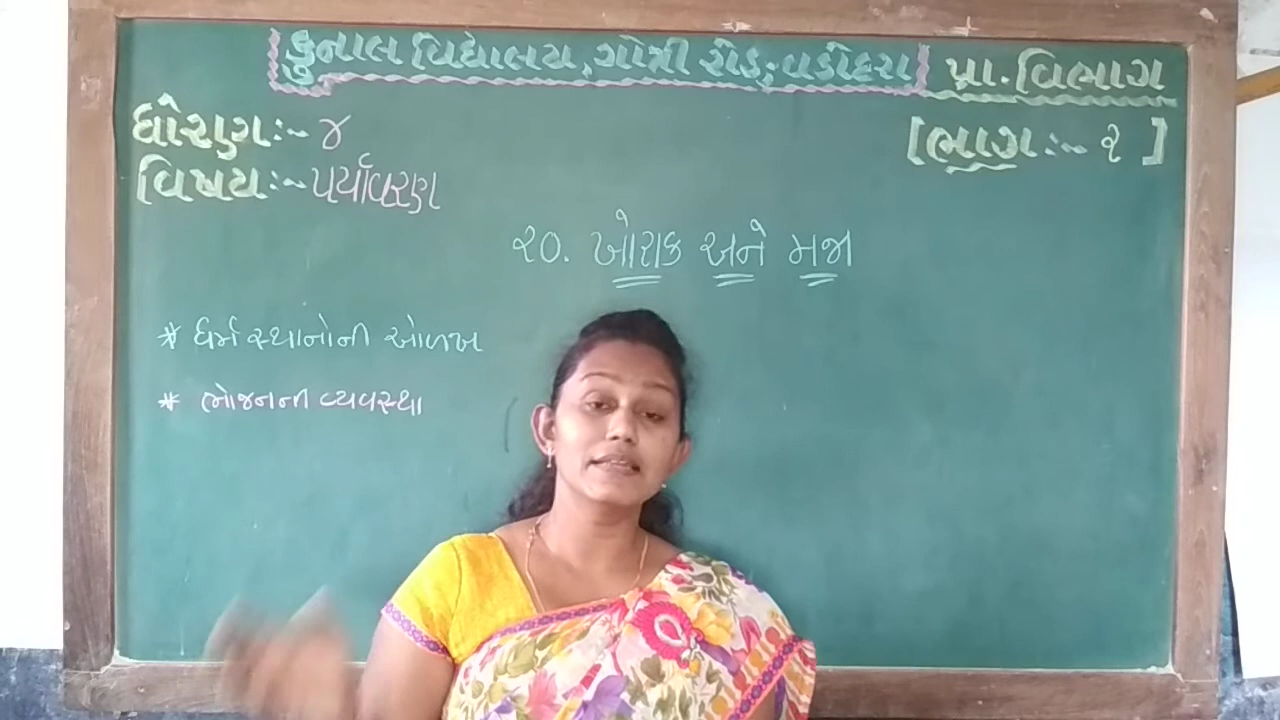 કુનાલ વિદ્યાલય, ગોત્રી રોડ, વડોદરા પ્રા. વિભાગ
ધોરણઃ- ૪
[ભાગઃ- ૨ ]
વિષયઃ- પર્યાવરણ
૨૦. ખોરાક અને મજા
* ધર્મ સ્થાનોની ઓળખ
* ભોજનની વ્યવસ્થા